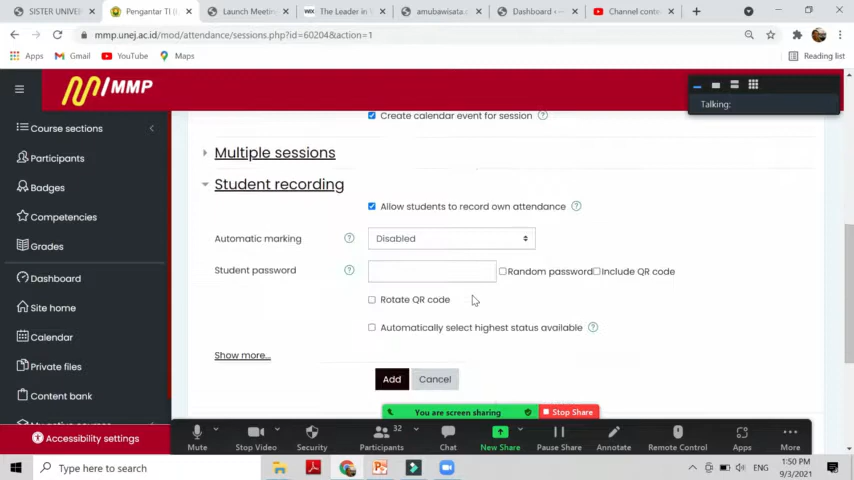 SISTER UNIVER
Pengantar TI (
Launch Meetin
WIX The Leader in
amubawisata.c
Dashboard
Channel conte
mmp.unej.ac.id/mod/attendance/sessions.php?id=60204&action=1
Apps Gmail YouTube Maps Reading list
MMP
Talking:
Course sections
Participants
Badges
Competencies
Grades
Dashboard
Site home
Calendar
Private files
Content bank
Accessibility settings
Create calendar event for session ?
Multiple sessions
Student recording
Allow students to record own attendance ?
Automatic marking ? Disabled
Student password ? Random password Include QR code
Rotate QR code
Automatically select highest status available ?
Show more...
Add Cancel
You are screen sharing Stop Share
32
Mute Stop Video Security Participants Chat New Share Pause Share Annotate Remote Control Apps More
Type here to search
ENG
1:50 PM
9/3/2021